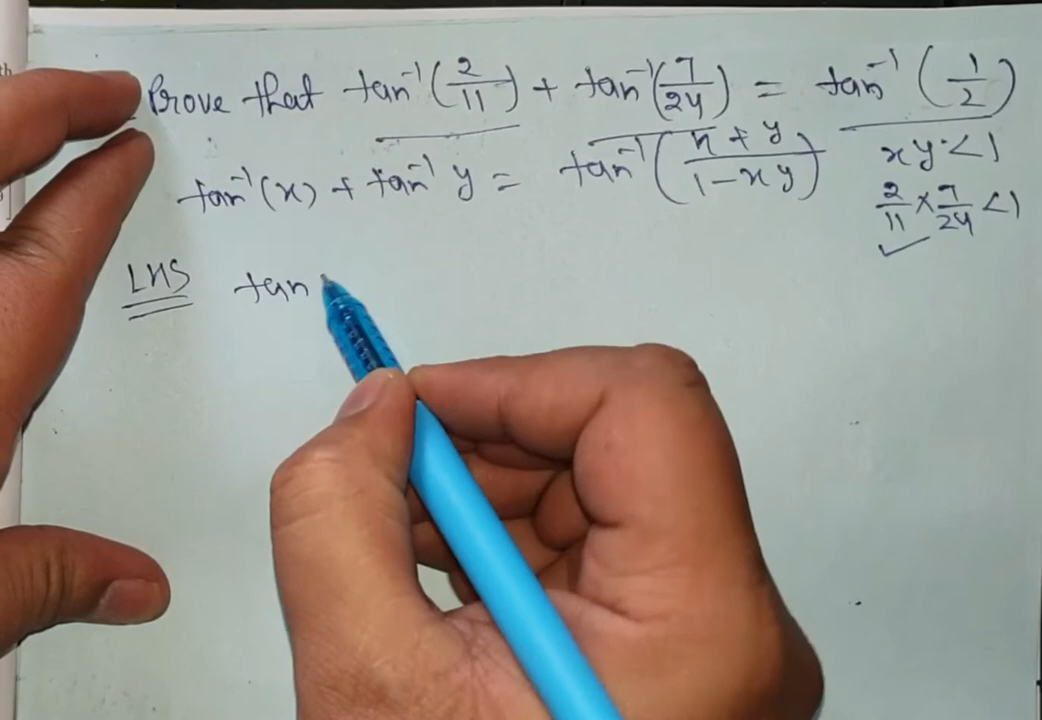 Prove that tan⁻¹(2/11) + tan⁻¹(7/24) = tan⁻¹(1/2)
tan⁻¹(x) + tan⁻¹ y = tan⁻¹(x + y/1 - xy) xy < 1
2/11 × 7/24 < 1
LHS tan